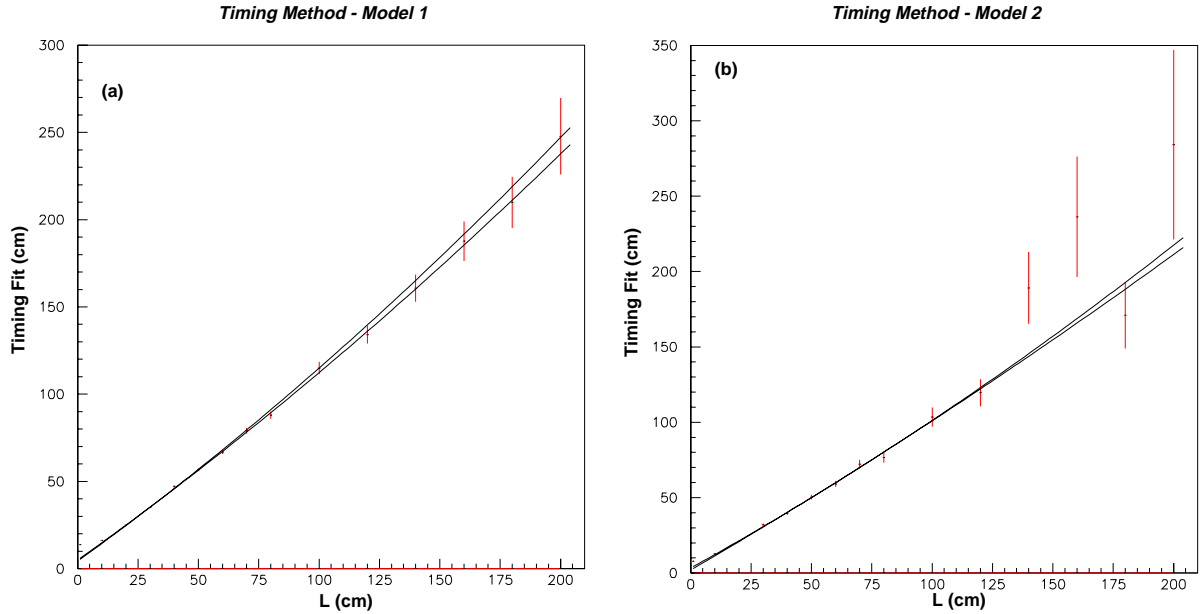 Timing Method - Model 1
Timing Method - Model 2
(a)
Timing Fit (cm)
300
250
200
150
100
50
0
0 25 50 75 100 125 150 175 200
L (cm)
(b)
Timing Fit (cm)
350
300
250
200
150
100
50
0
0 25 50 75 100 125 150 175 200
L (cm)